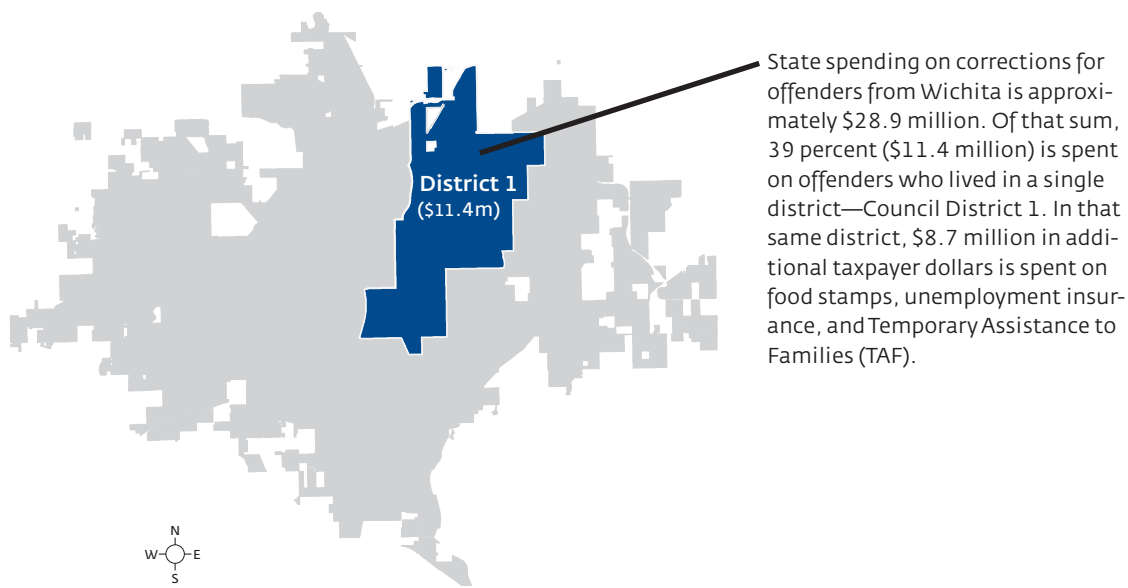 State spending on corrections for
offenders from Wichita is approxi-
mately $28.9 million. Of that sum,
39 percent ($11.4 million) is spent
on offenders who lived in a single
district—Council District 1. In that
same district, $8.7 million in addi-
tional taxpayer dollars is spent on
food stamps, unemployment insur-
ance, and Temporary Assistance to
Families (TAF).
District 1
($11.4m)
N
W E
S